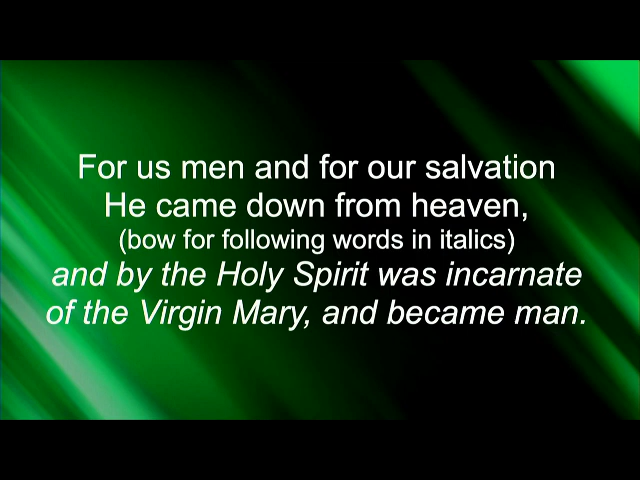 For us men and for our salvation
He came down from heaven,
(bow for following words in italics)
and by the Holy Spirit was incarnate
of the Virgin Mary, and became man.